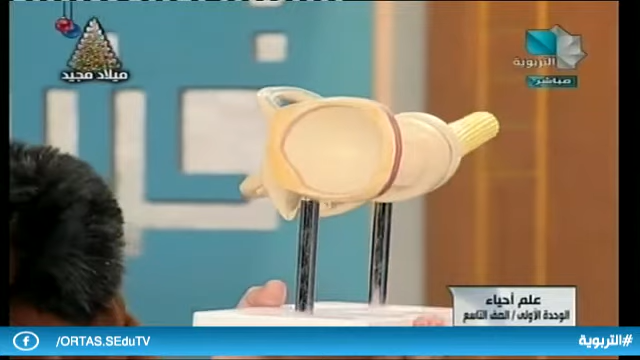 ميلاد مجيد
التربوية
مباشر
علم أحياء
الوحدة الأولى / الصف التاسع
/ORTAS.SEduTV
#التربوية